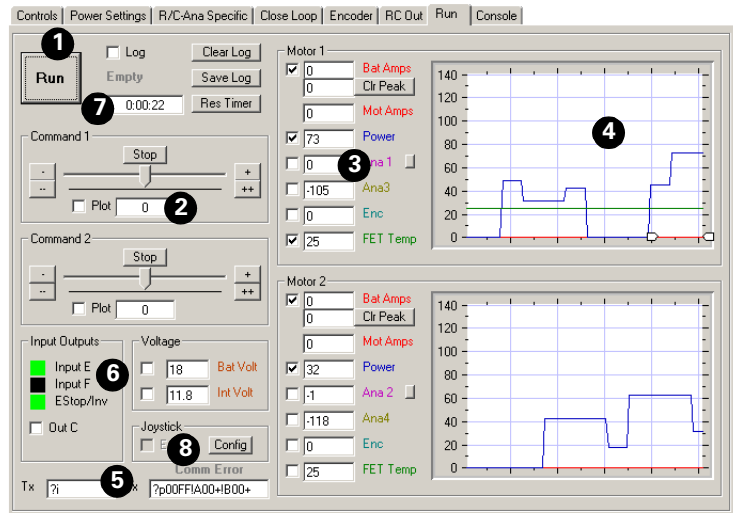 Controls Power Settings R/C-Ana Specific Close Loop Encoder RC Out Run Console
1
Run
Log
Clear Log
Empty
Save Log
7
0:00:22
Res Timer
Command 1
Stop
- +
-- ++
Plot 0 2
Command 2
Stop
- +
-- ++
Plot 0
Input Outputs
Input E
Input F
6
EStop/Inv
Out C
Voltage
18 Bat Volt
11.8 Int Volt
Joystick
8
Config
Comm Error
Tx ?i 5 ?p00FF!A00+!B00+
Motor 1
0 Bat Amps
0 Clr Peak
0 Mot Amps
73 Power
0 3 Ana 1
-105 Ana3
0 Enc
25 FET Temp
140
120
100
80
60
40
20
0
4
Motor 2
0 Bat Amps
0 Clr Peak
0 Mot Amps
32 Power
-1 Ana 2
-118 Ana4
0 Enc
25 FET Temp
140
120
100
80
60
40
20
0